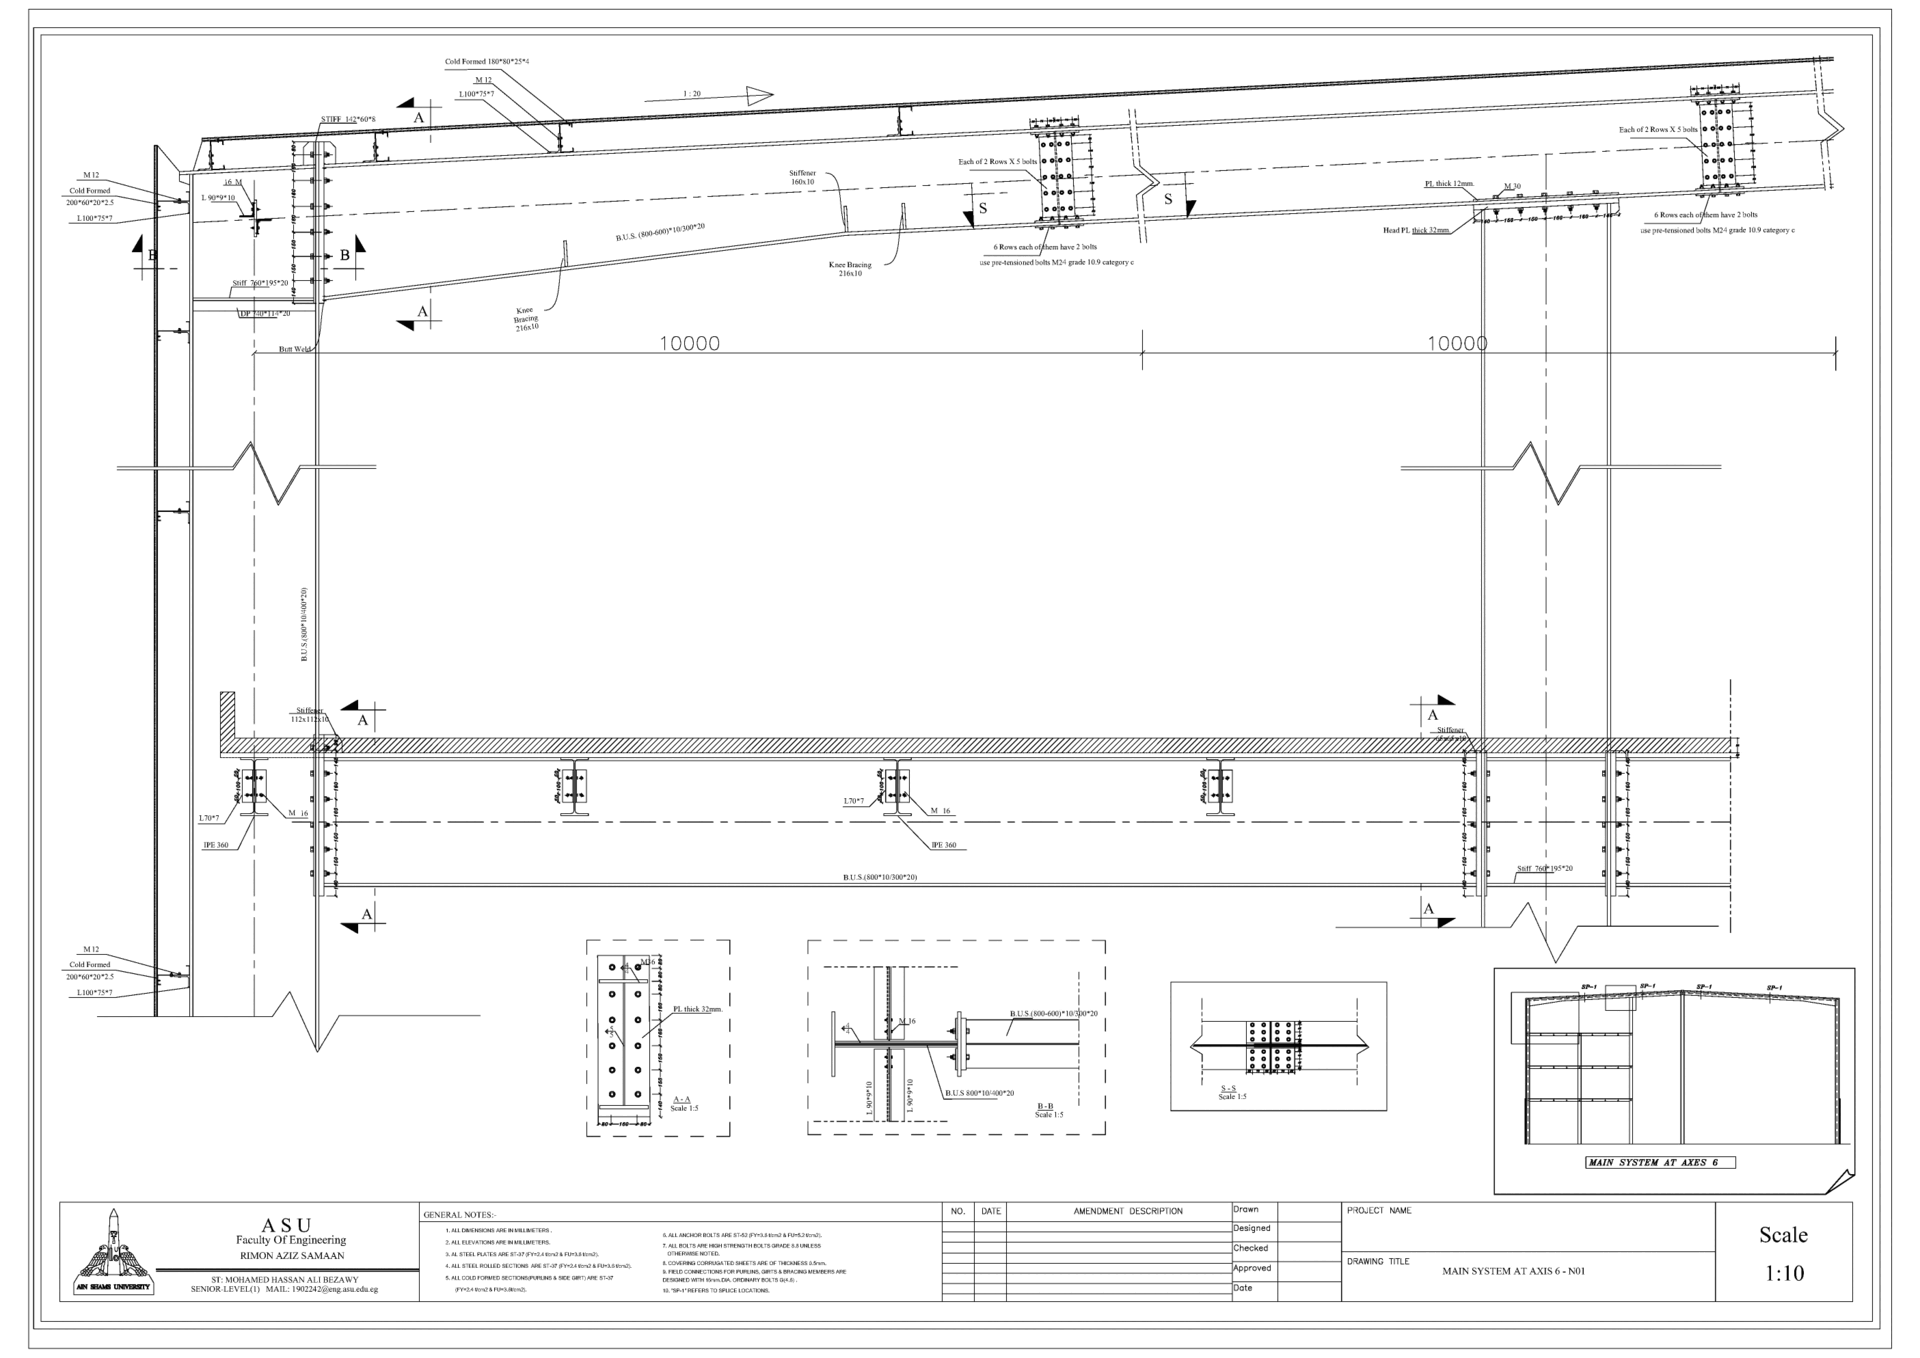 Cold Formed 180*80*25*4
M 12
L100*75*7
1 : 20
A
STIFF 142*60*8
M 12
Cold Formed
200*60*20*2.5
L100*75*7
16 M
L 90*9*10
Stiffener
160x10
Each of 2 Rows X 5 bolts
Each of 2 Rows X 5 bolts
PL thick 12mm.
M 30
S
S
B.U.S. (800-600)*10/300*20
Head PL thick 32mm.
6 Rows each of them have 2 bolts
use pre-tensioned bolts M24 grade 10.9 category c
6 Rows each of them have 2 bolts
use pre-tensioned bolts M24 grade 10.9 category c
B
B
Knee Bracing
216x10
Stiff 760*195*20
DP 740*114*20
A
Knee
Bracing
216x10
Butt Weld
10000
10000
B.U.S.(800*10/400*20)
Stiffener
112x112x10
A
A
Stiffener
L70*7
M 16
IPE 360
L70*7
M 16
IPE 360
B.U.S.(800*10/300*20)
Stiff 760*195*20
A
A
M 12
Cold Formed
200*60*20*2.5
L100*75*7
PL thick 32mm.
A - A
Scale 1:5
80
160
80
M 16
B.U.S.(800-600)*10/300*20
B.U.S 800*10/400*20
L 90*9*10
L 90*9*10
B - B
Scale 1:5
S - S
Scale 1:5
SP-1
SP-1
SP-1
SP-1
MAIN SYSTEM AT AXES 6
AIN SHAMS UNIVERSITY
A S U
Faculty Of Engineering
RIMON AZIZ SAMAAN
ST: MOHAMED HASSAN ALI BEZAWY
SENIOR-LEVEL(1) MAIL: 1902242@eng.asu.edu.eg
GENERAL NOTES:-
1. ALL DIMENSIONS ARE IN MILLIMETERS .
2. ALL ELEVATIONS ARE IN MILLIMETERS.
3. AL STEEL PLATES ARE ST-37 (FY=2.4 t/cm2 & FU=3.6 t/cm2).
4. ALL STEEL ROLLED SECTIONS ARE ST-37 (FY=2.4 t/cm2 & FU=3.6 t/cm2).
5. ALL COLD FORMED SECTIONS(PURLINS & SIDE GIRT) ARE ST-37
(FY=2.4 t/cm2 & FU=3.6t/cm2).
6. ALL ANCHOR BOLTS ARE ST-52 (FY=3.6 t/cm2 & FU=5.2 t/cm2).
7. ALL BOLTS ARE HIGH STRENGTH BOLTS GRADE 8.8 UNLESS
OTHERWISE NOTED.
8. COVERING CORRUGATED SHEETS ARE OF THICKNESS 0.5mm.
9. FIELD CONNECTIONS FOR PURLINS, GIRTS & BRACING MEMBERS ARE
DESIGNED WITH 16mm.DIA. ORDINARY BOLTS G(4.6) .
10. "SP-1" REFERS TO SPLICE LOCATIONS.
NO.
DATE
AMENDMENT DESCRIPTION
Drawn
Designed
Checked
Approved
Date
PROJECT NAME
DRAWING TITLE
MAIN SYSTEM AT AXIS 6 - N01
Scale
1:10